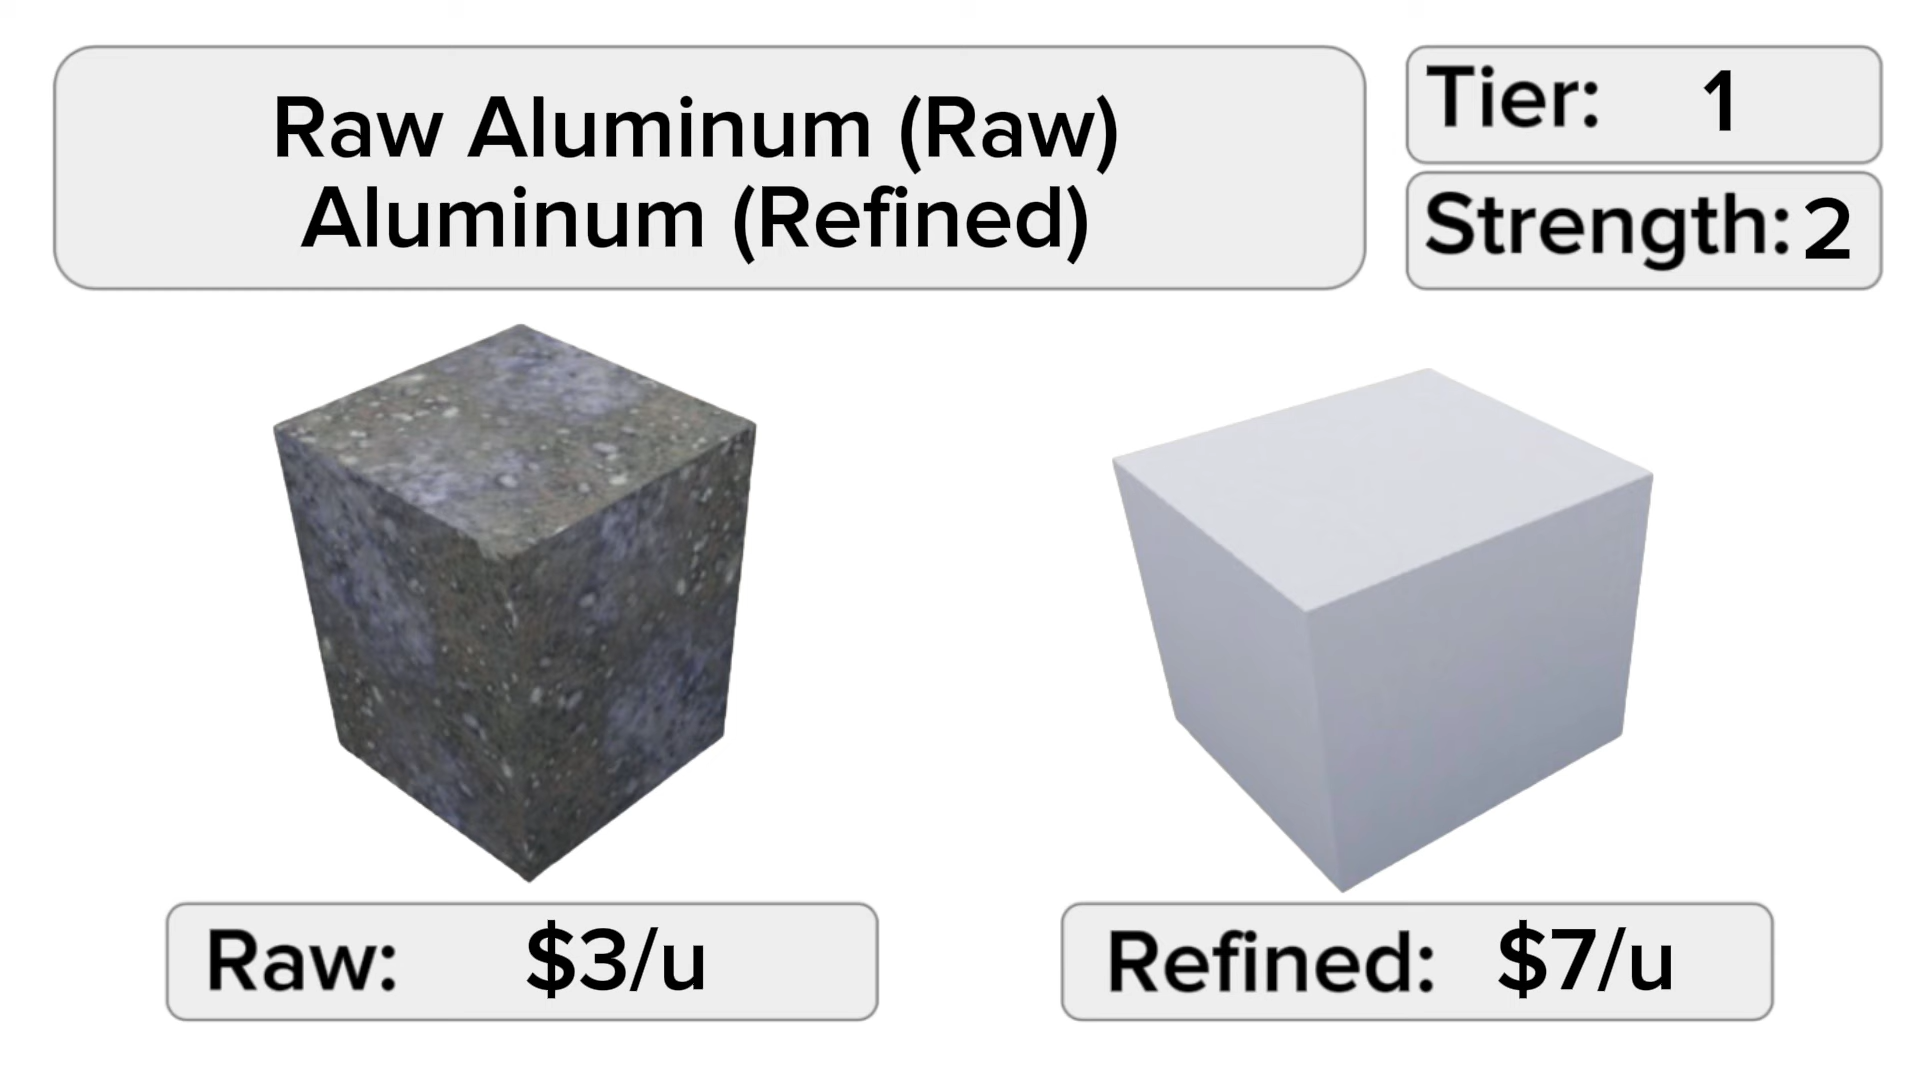 Raw Aluminum (Raw)
Aluminum (Refined)
Tier: 1
Strength: 2
Raw: $3/u
Refined: $7/u